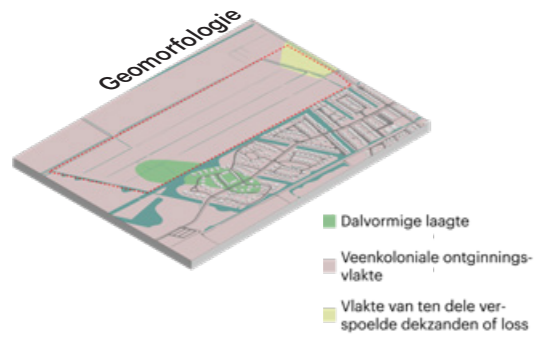 Geomorfologie
Dalvormige laagte
Veenkoloniale ontginnings-
vlakte
Vlakte van ten dele ver-
spoelde dekzanden of loss